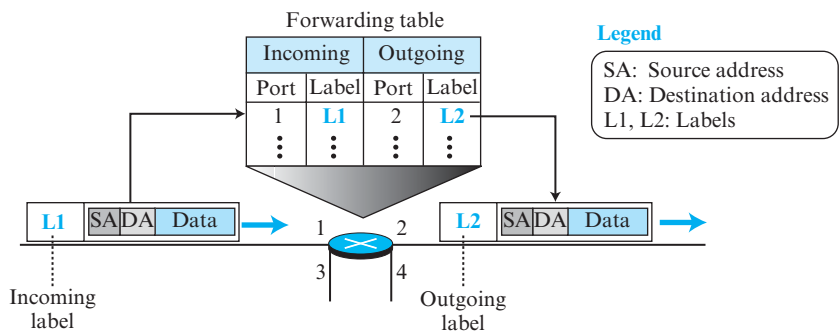 Forwarding table
Incoming Outgoing
Port Label Port Label
1 L1 2 L2
Legend
SA: Source address
DA: Destination address
L1, L2: Labels
L1 SA DA Data
1 2
3 4
L2 SA DA Data
Incoming
label
Outgoing
label